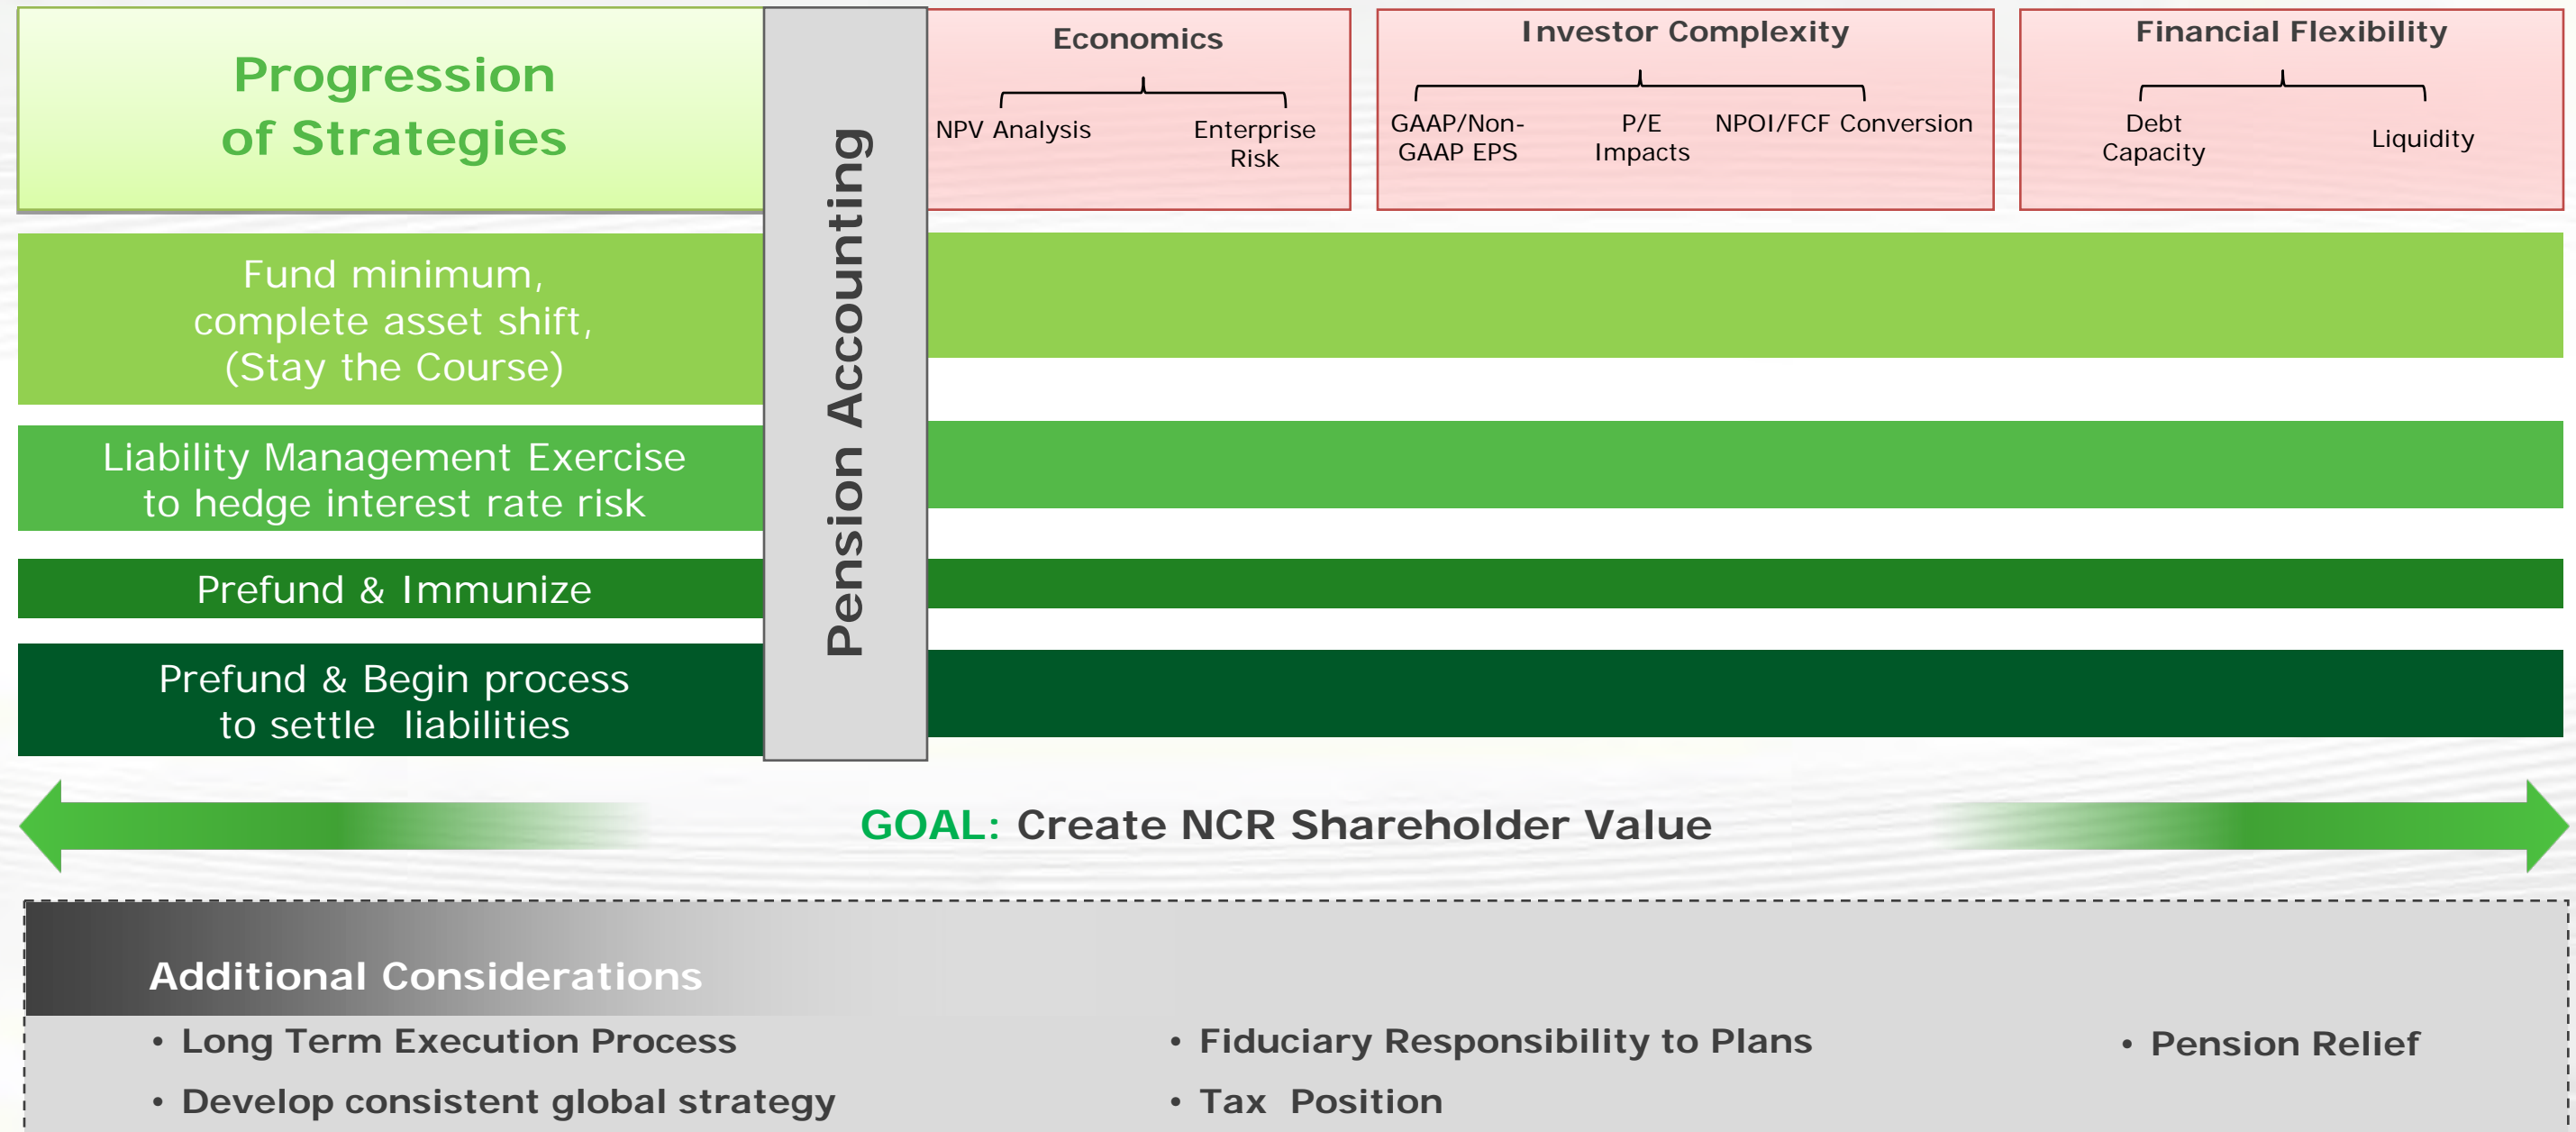 Progression
of Strategies
Pension Accounting
Economics
NPV Analysis
Enterprise
Risk
Investor Complexity
GAAP/Non-
GAAP EPS
P/E
Impacts
NPOI/FCF Conversion
Financial Flexibility
Debt
Capacity
Liquidity
Fund minimum,
complete asset shift,
(Stay the Course)
Liability Management Exercise
to hedge interest rate risk
Prefund & Immunize
Prefund & Begin process
to settle liabilities
GOAL: Create NCR Shareholder Value
Additional Considerations
• Long Term Execution Process
• Develop consistent global strategy
• Fiduciary Responsibility to Plans
• Tax Position
• Pension Relief